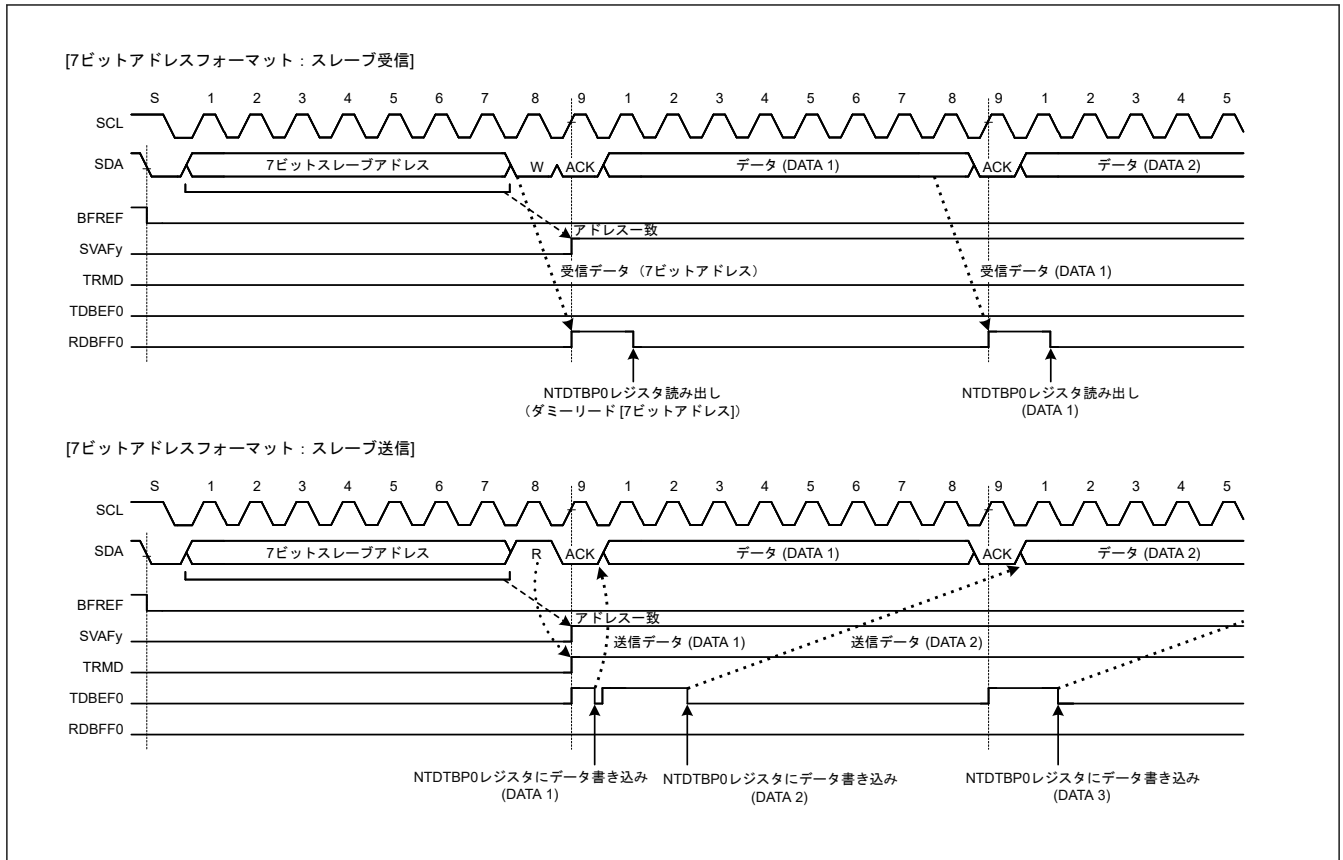 [7ビットアドレスフォーマット：スレーブ受信]
S 1 2 3 4 5 6 7 8 9 1 2 3 4 5 6 7 8 9 1 2 3 4 5
SCL
SDA 7ビットスレーブアドレス W ACK データ (DATA 1) ACK データ (DATA 2)
BFREF
アドレス一致
SVAFy
受信データ（7ビットアドレス） 受信データ (DATA 1)
TRMD
TDBEF0
RDBFF0
NTDTBP0レジスタ読み出し
（ダミーリード [7ビットアドレス]）
NTDTBP0レジスタ読み出し
(DATA 1)
[7ビットアドレスフォーマット：スレーブ送信]
S 1 2 3 4 5 6 7 8 9 1 2 3 4 5 6 7 8 9 1 2 3 4 5
SCL
SDA 7ビットスレーブアドレス R ACK データ (DATA 1) ACK データ (DATA 2)
BFREF
アドレス一致
SVAFy
送信データ (DATA 1) 送信データ (DATA 2)
TRMD
TDBEF0
RDBFF0
NTDTBP0レジスタにデータ書き込み
(DATA 1)
NTDTBP0レジスタにデータ書き込み
(DATA 2)
NTDTBP0レジスタにデータ書き込み
(DATA 3)